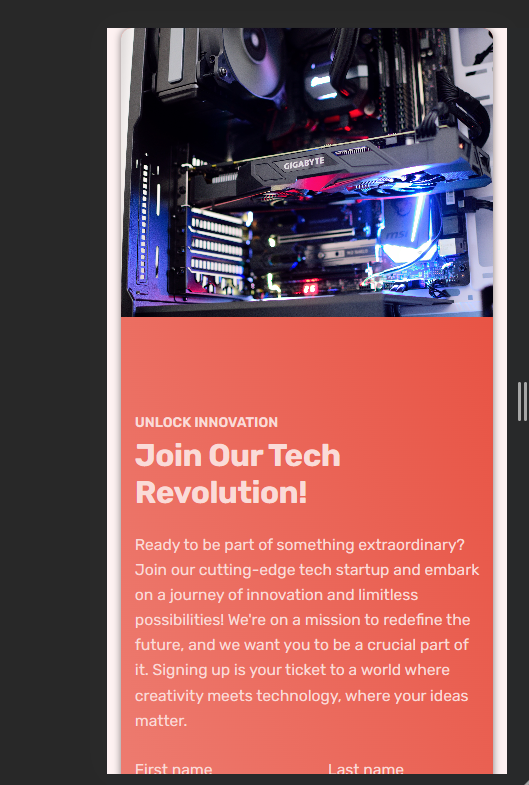 GIGABYTE
msi
UNLOCK INNOVATION
Join Our Tech
Revolution!
Ready to be part of something extraordinary?
Join our cutting-edge tech startup and embark
on a journey of innovation and limitless
possibilities! We're on a mission to redefine the
future, and we want you to be a crucial part of
it. Signing up is your ticket to a world where
creativity meets technology, where your ideas
matter.
First name Last name